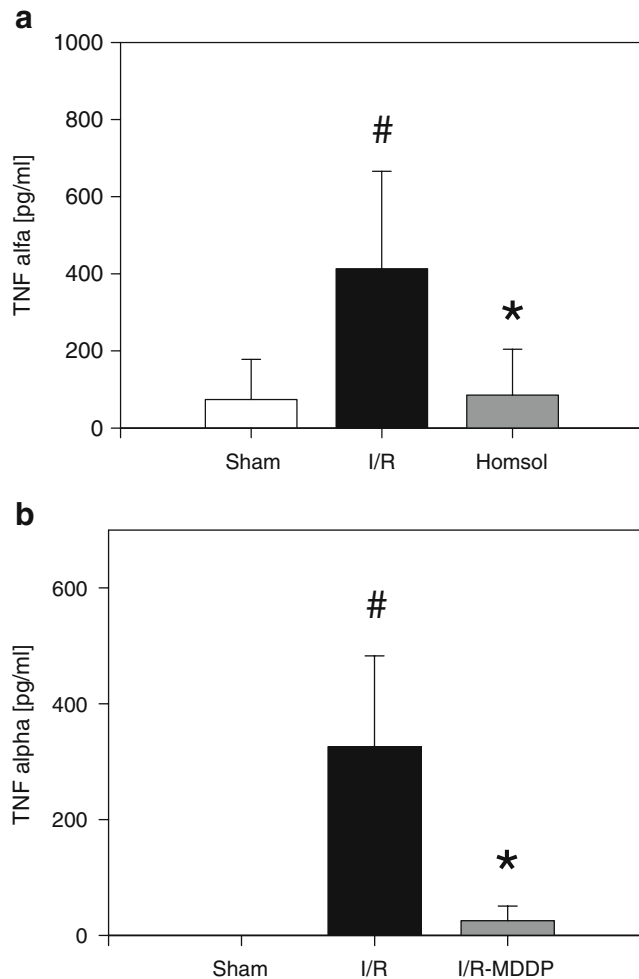 a
1000
800
600
400
200
0
TNF alfa [pg/ml]
#
*
Sham I/R Homsol
b
600
400
200
0
TNF alpha [pg/ml]
#
*
Sham I/R I/R-MDDP